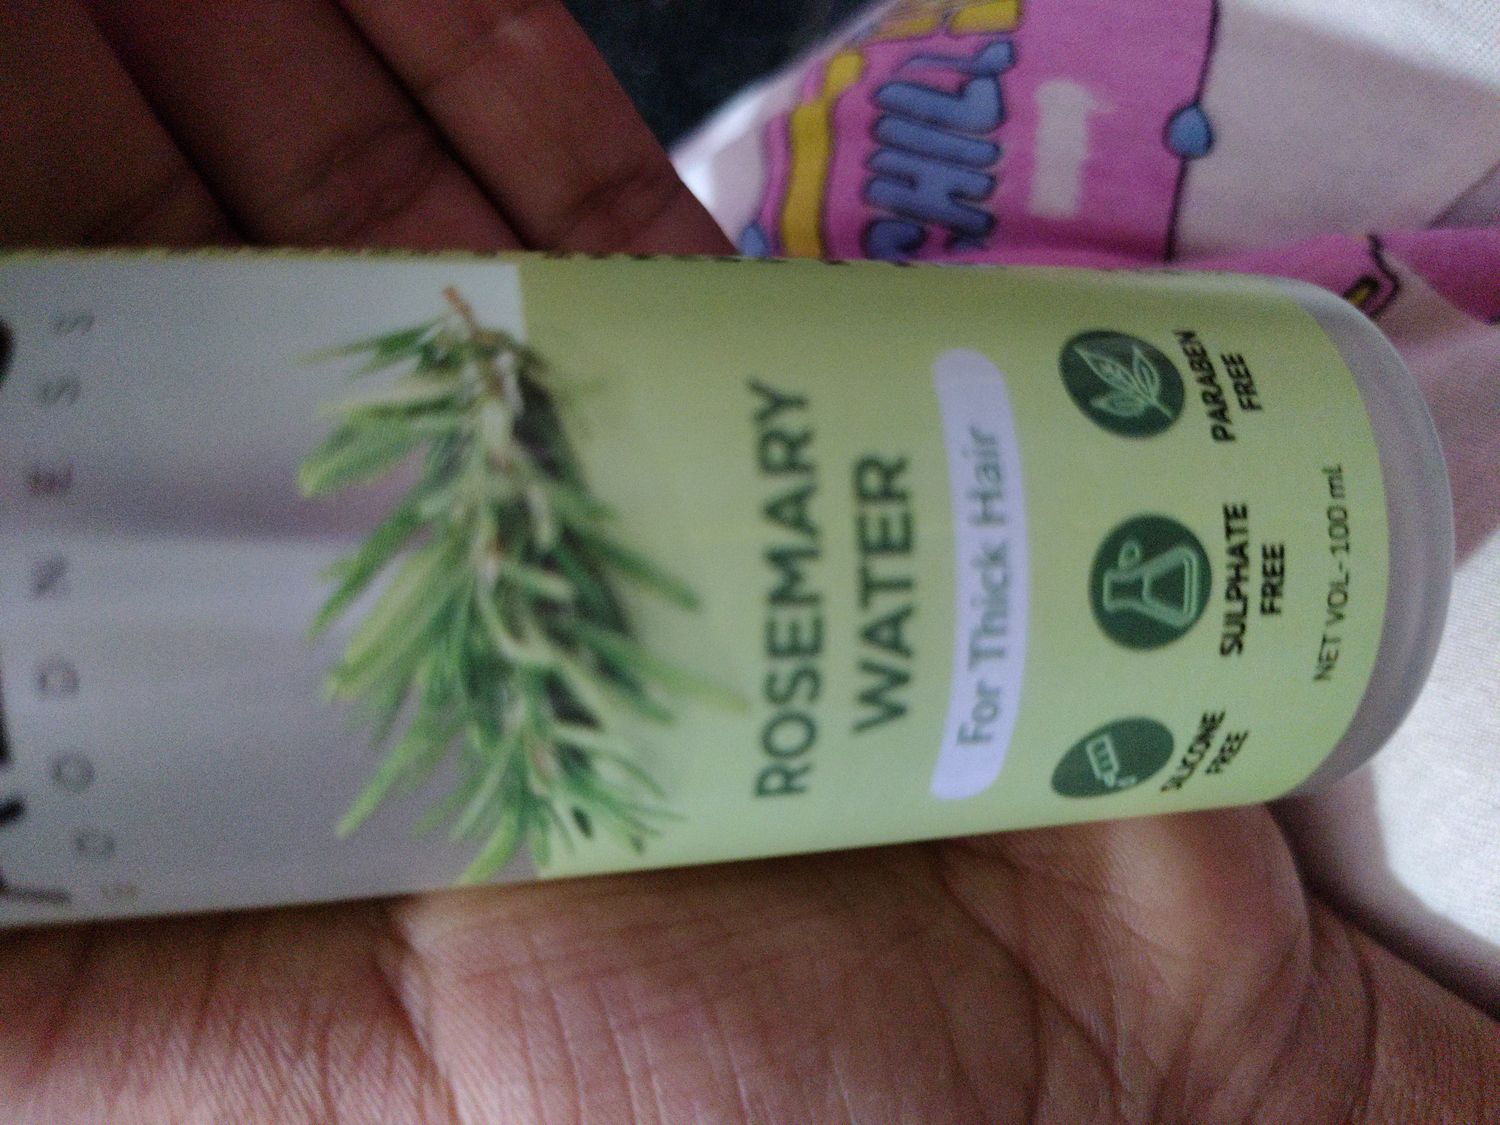 GOODNESS
ROSEMARY
WATER
For Thick Hair
SILICONE
FREE
SULPHATE
FREE
PARABEN
FREE
NET VOL-100 mL
CHILL